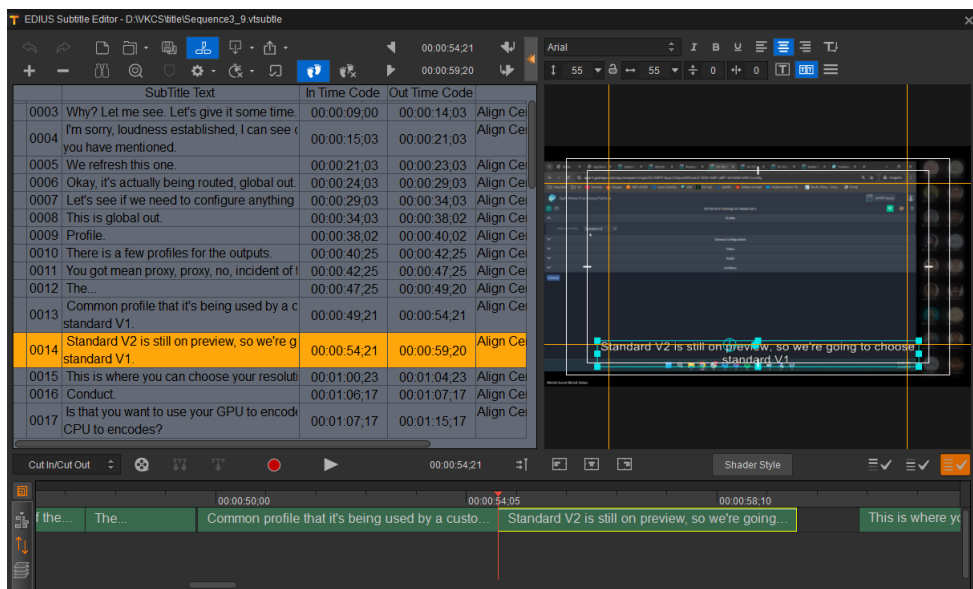 EDIUS Subtitle Editor - D:\VKCS\title\Sequence3_9.vtsubtle
00:00:54;21
00:00:59;20
Arial
I B U
55 55 0 0
SubTitle Text In Time Code Out Time Code
0003 Why? Let me see. Let's give it some time. 00:00:09;00 00:00:14;03 Align Cen
0004 I'm sorry, loudness established, I can see
you have mentioned. 00:00:15;03 00:00:21;03 Align Cen
0005 We refresh this one. 00:00:21;03 00:00:23;03 Align Cen
0006 Okay, it's actually being routed, global out. 00:00:24;03 00:00:29;03 Align Cen
0007 Let's see if we need to configure anything 00:00:29;03 00:00:34;03 Align Cen
0008 This is global out. 00:00:34;03 00:00:38;02 Align Cen
0009 Profile. 00:00:38;02 00:00:40;02 Align Cen
0010 There is a few profiles for the outputs. 00:00:40;25 00:00:42;25 Align Cen
0011 You got mean proxy, proxy, no, incident of 00:00:42;25 00:00:47;25 Align Cen
0012 The... 00:00:47;25 00:00:49;20 Align Cen
0013 Common profile that it's being used by a c
standard V1. 00:00:49;21 00:00:54;21 Align Cen
0014 Standard V2 is still on preview, so we're g
standard V1. 00:00:54;21 00:00:59;20 Align Cen
0015 This is where you can choose your resoluti 00:01:00;23 00:01:04;23 Align Cen
0016 Conduct. 00:01:06;17 00:01:07;17 Align Cen
0017 Is that you want to use your GPU to encod
CPU to encodes? 00:01:07;17 00:01:15;17 Align Cen
Standard V2 is still on preview, so we're going to choose
standard V1.
Cut In/Cut Out 00:00:54;21 Shader Style
00:00:50;00 00:00:54;05 00:00:58;10
f the... The... Common profile that it's being used by a custo... Standard V2 is still on preview, so we're going... This is where yo